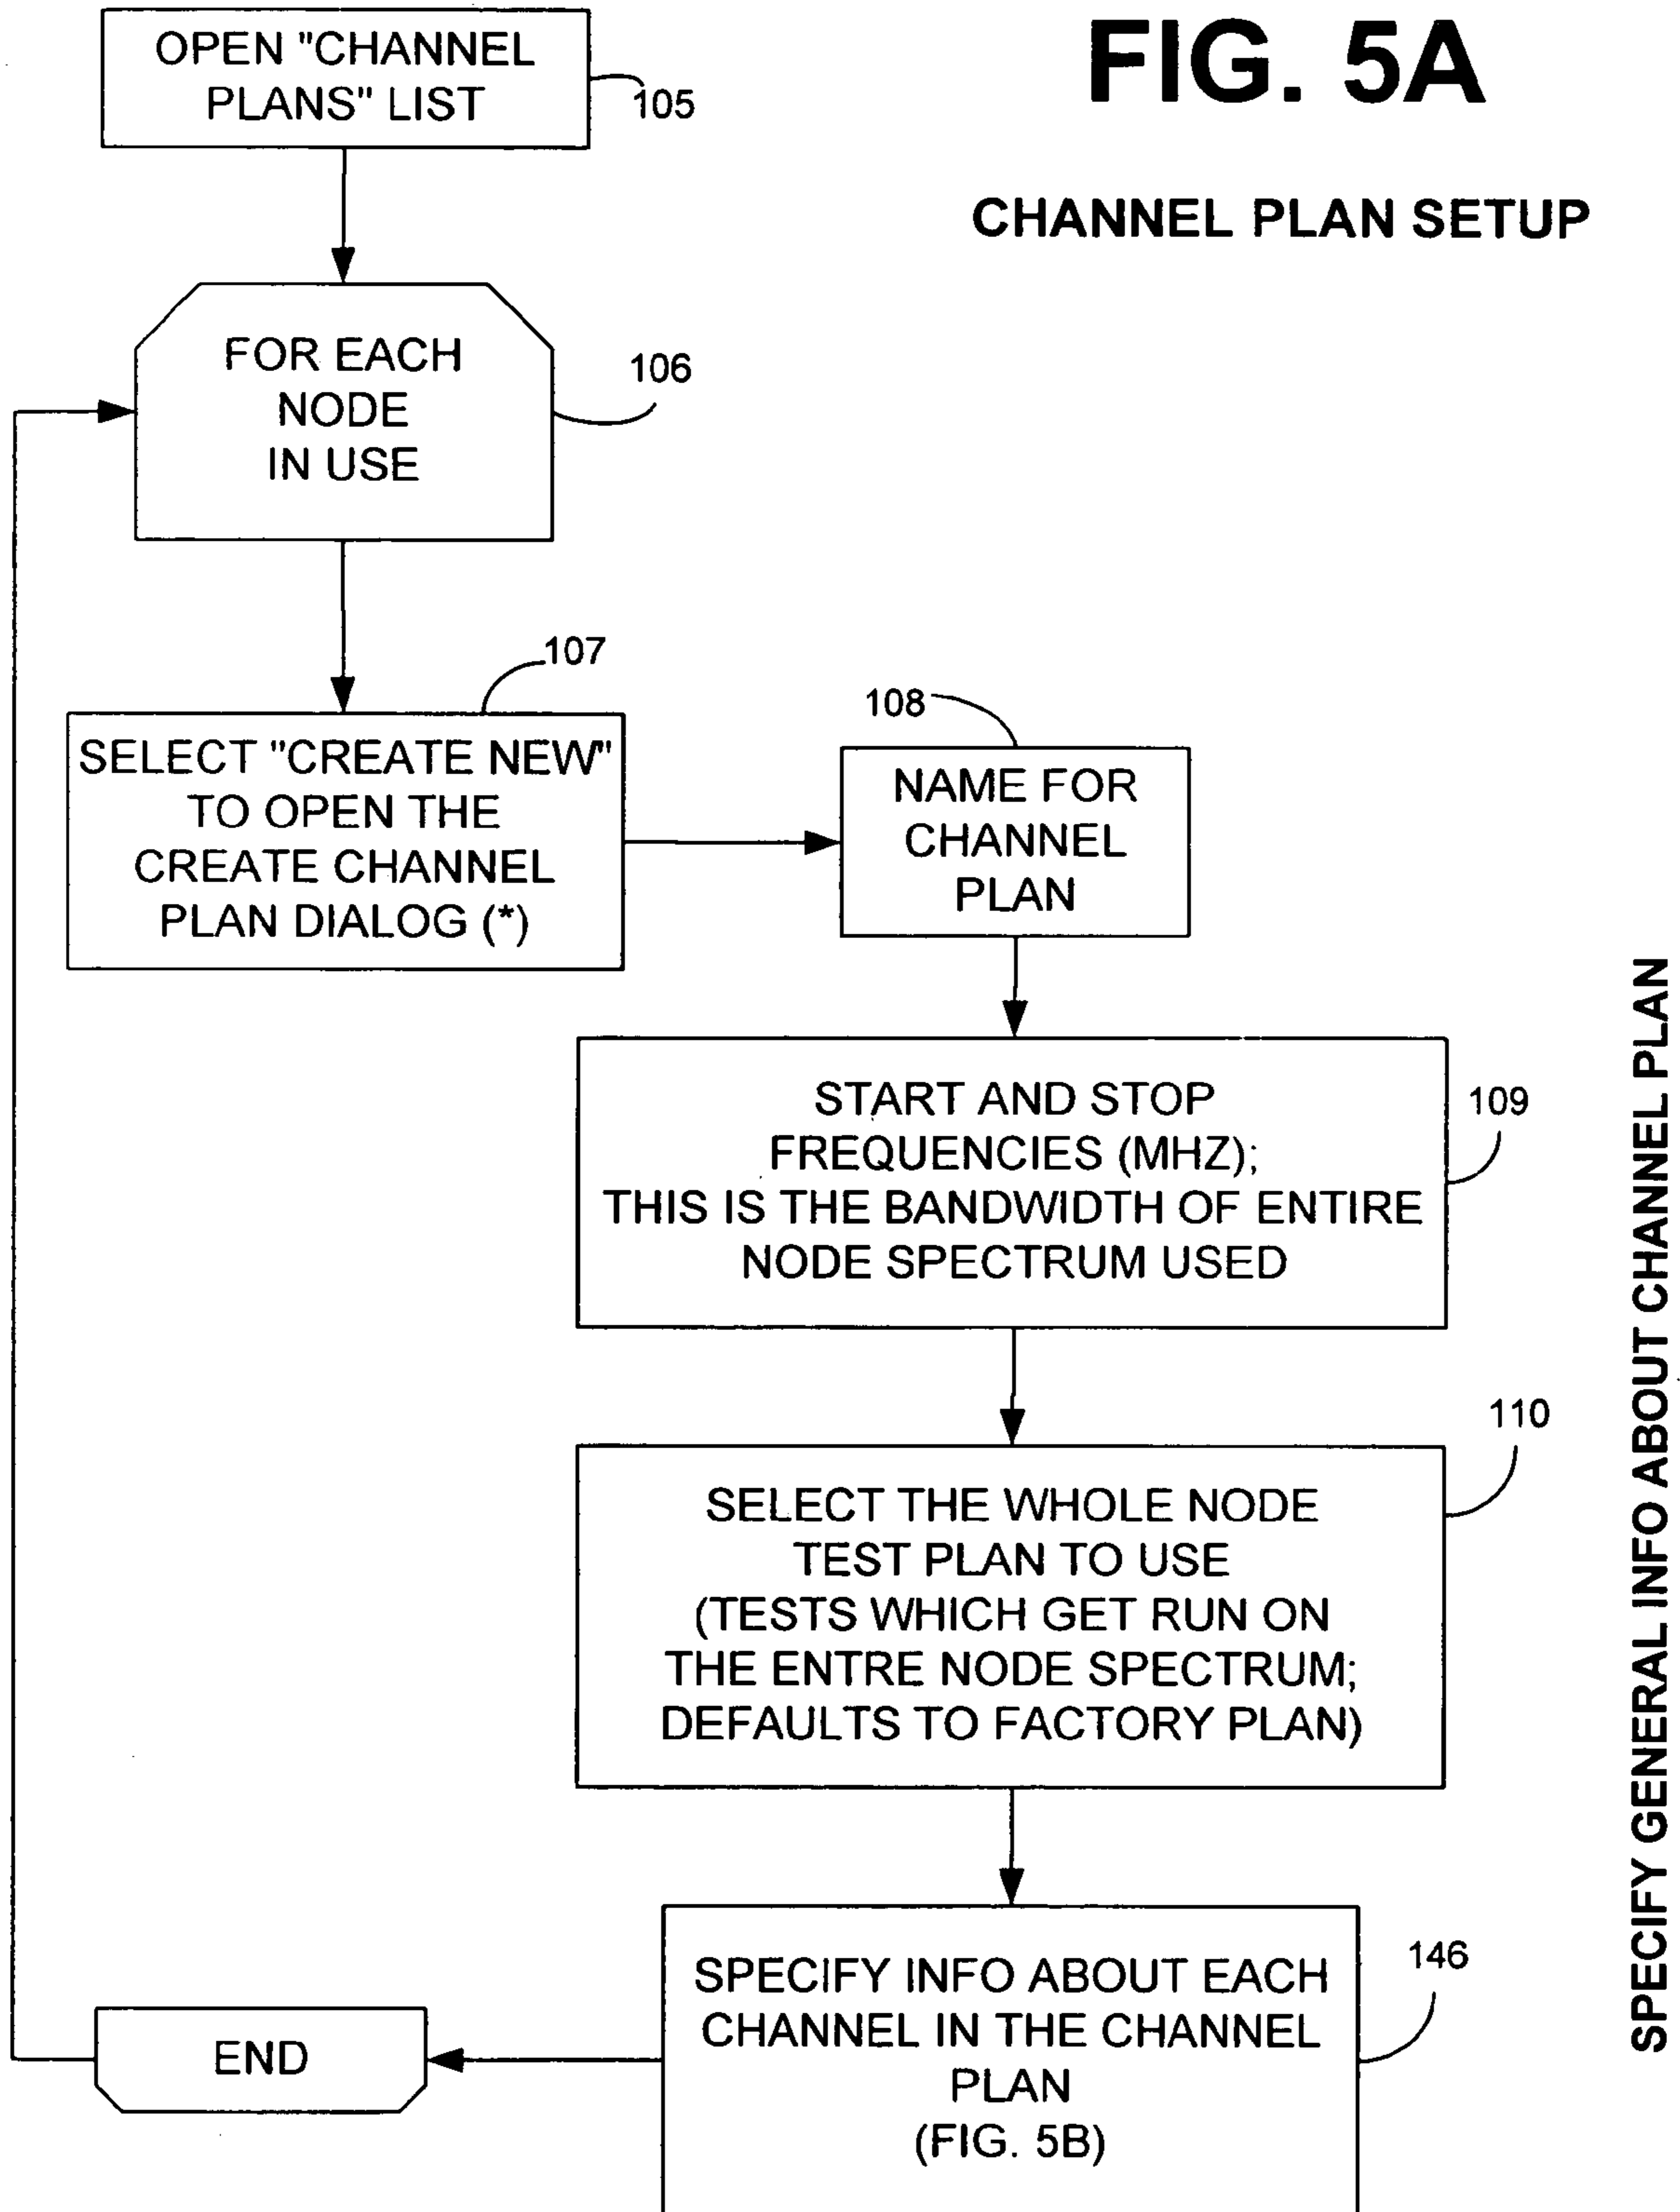 FIG. 5A
CHANNEL PLAN SETUP
OPEN "CHANNEL
PLANS" LIST
105
FOR EACH
NODE
IN USE
106
107
SELECT "CREATE NEW"
TO OPEN THE
CREATE CHANNEL
PLAN DIALOG (*)
108
NAME FOR
CHANNEL
PLAN
START AND STOP
FREQUENCIES (MHZ);
THIS IS THE BANDWIDTH OF ENTIRE
NODE SPECTRUM USED
109
110
SELECT THE WHOLE NODE
TEST PLAN TO USE
(TESTS WHICH GET RUN ON
THE ENTRE NODE SPECTRUM;
DEFAULTS TO FACTORY PLAN)
SPECIFY INFO ABOUT EACH
CHANNEL IN THE CHANNEL
PLAN
(FIG. 5B)
146
END
SPECIFY GENERAL INFO ABOUT CHANNEL PLAN